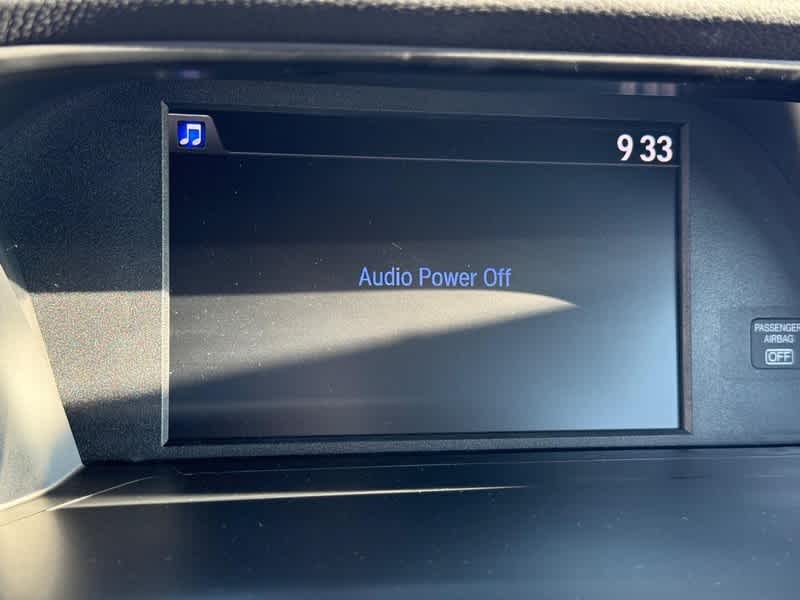 9 33
Audio Power Off
PASSENGER
AIRBAG
OFF